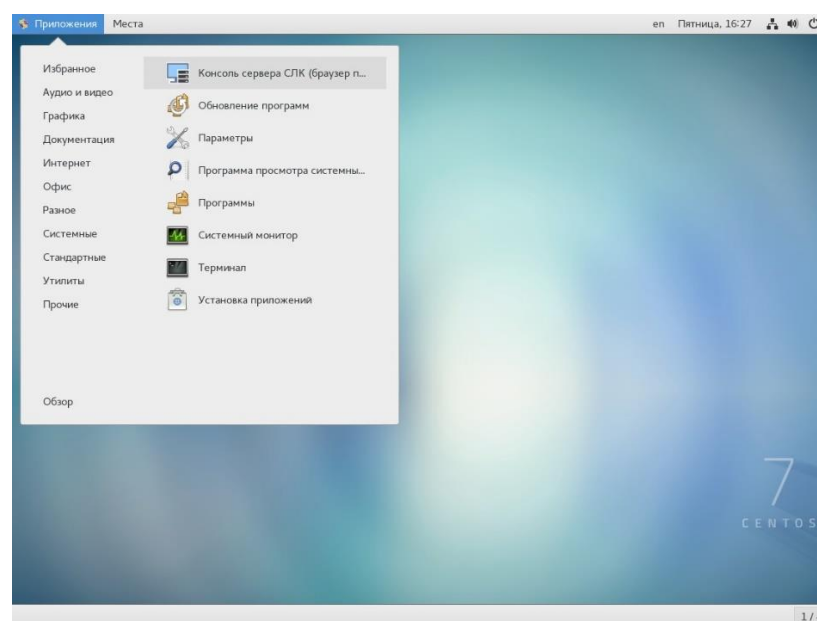 Приложения Места en Пятница, 16:27
Избранное
Аудио и видео
Графика
Документация
Интернет
Офис
Разное
Системные
Стандартные
Утилиты
Прочие
Обзор
Консоль сервера СЛК (браузер п...
Обновление программ
Параметры
Программа просмотра системны...
Программы
Системный монитор
Терминал
Установка приложений
7
CENTOS
1 /